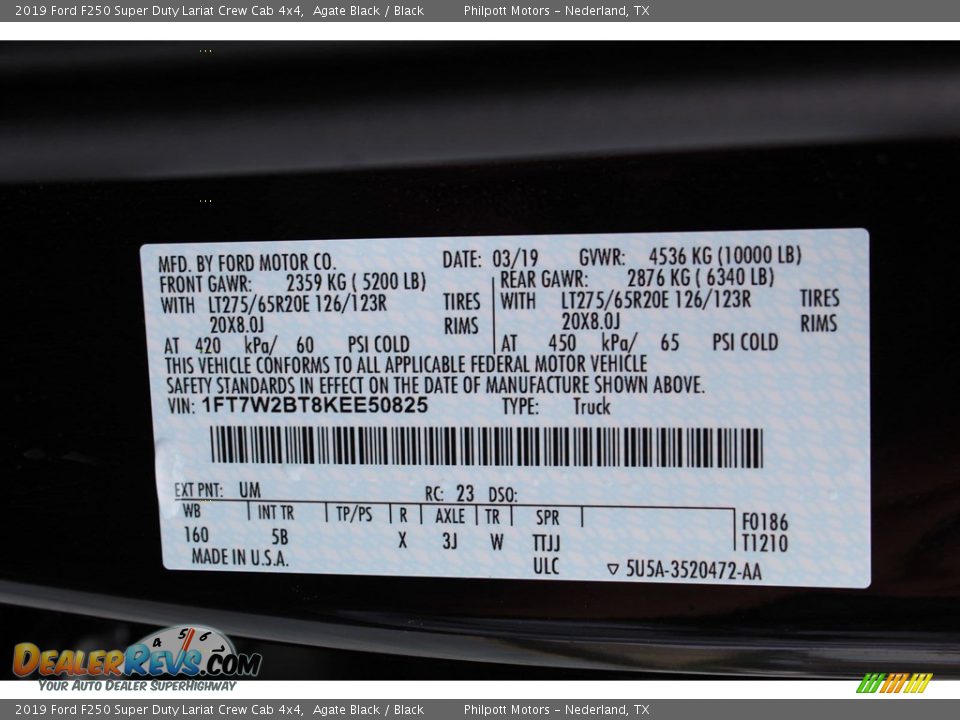 2019 Ford F250 Super Duty Lariat Crew Cab 4x4, Agate Black / Black Philpott Motors - Nederland, TX
MFD. BY FORD MOTOR CO. DATE: 03/19 GVWR: 4536 KG (10000 LB)
FRONT GAWR: 2359 KG ( 5200 LB) REAR GAWR: 2876 KG ( 6340 LB)
WITH LT275/65R20E 126/123R TIRES WITH LT275/65R20E 126/123R TIRES
20X8.0J RIMS 20X8.0J RIMS
AT 420 kPa/ 60 PSI COLD AT 450 kPa/ 65 PSI COLD
THIS VEHICLE CONFORMS TO ALL APPLICABLE FEDERAL MOTOR VEHICLE
SAFETY STANDARDS IN EFFECT ON THE DATE OF MANUFACTURE SHOWN ABOVE.
VIN: 1FT7W2BT8KEE50825 TYPE: Truck
EXT PNT: UM RC: 23 DSO:
WB INT TR TP/PS R AXLE TR SPR F0186
160 5B X 3J W TTJJ T1210
MADE IN U.S.A. ULC ▽ 5U5A-3520472-AA
4 5 6
DEALERREVS.COM
YOUR AUTO DEALER SUPERHIGHWAY
2019 Ford F250 Super Duty Lariat Crew Cab 4x4, Agate Black / Black Philpott Motors - Nederland, TX